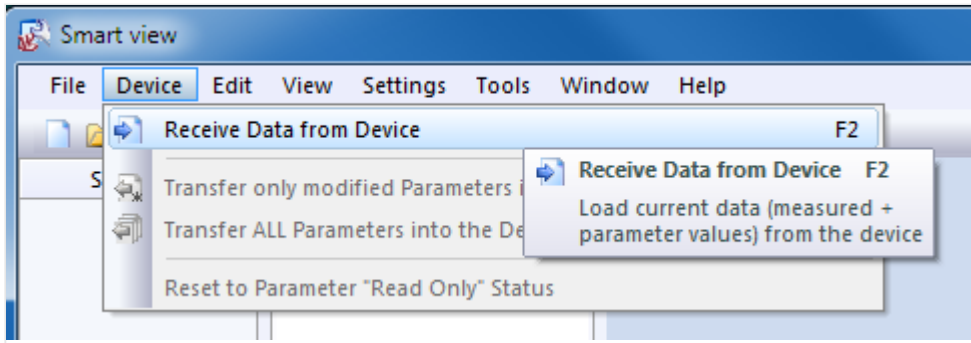 Smart view
File Device Edit View Settings Tools Window Help
Receive Data from Device F2
Transfer only modified Parameters
Receive Data from Device F2
Transfer ALL Parameters into the
Load current data (measured +
parameter values) from the device
Reset to Parameter "Read Only" Status